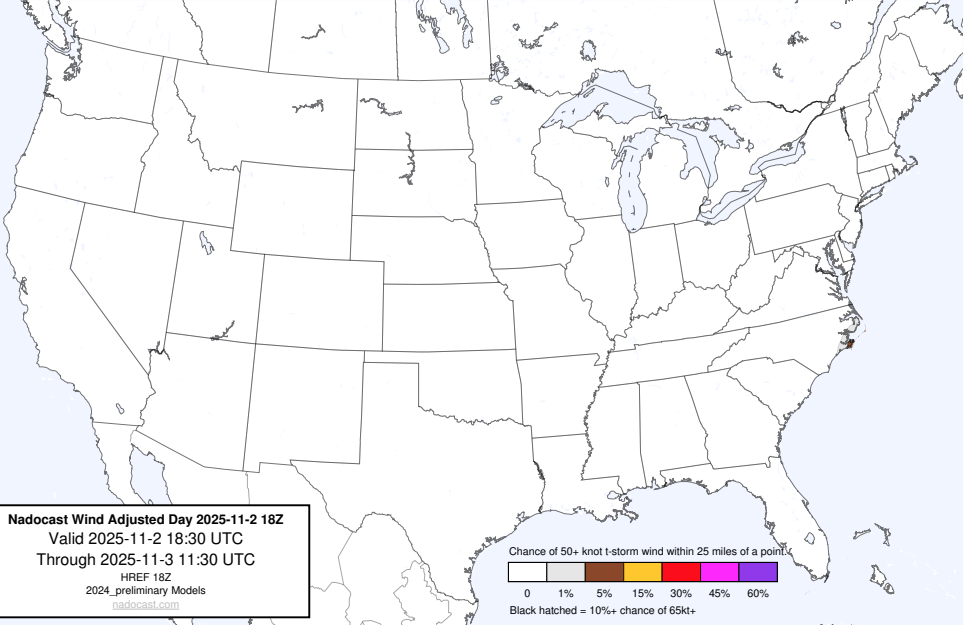 Nadocast Wind Adjusted Day 2025-11-2 18Z
Valid 2025-11-2 18:30 UTC
Through 2025-11-3 11:30 UTC
HREF 18Z
2024_preliminary Models
nadocast.com
Chance of 50+ knot t-storm wind within 25 miles of a point.
0 1% 5% 15% 30% 45% 60%
Black hatched = 10%+ chance of 65kt+